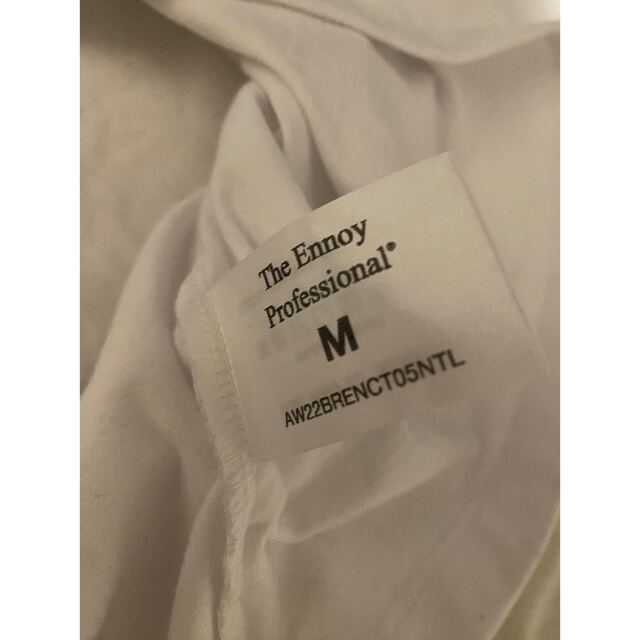 The Ennoy
Professional®
M
AW22BRENCT05NTL